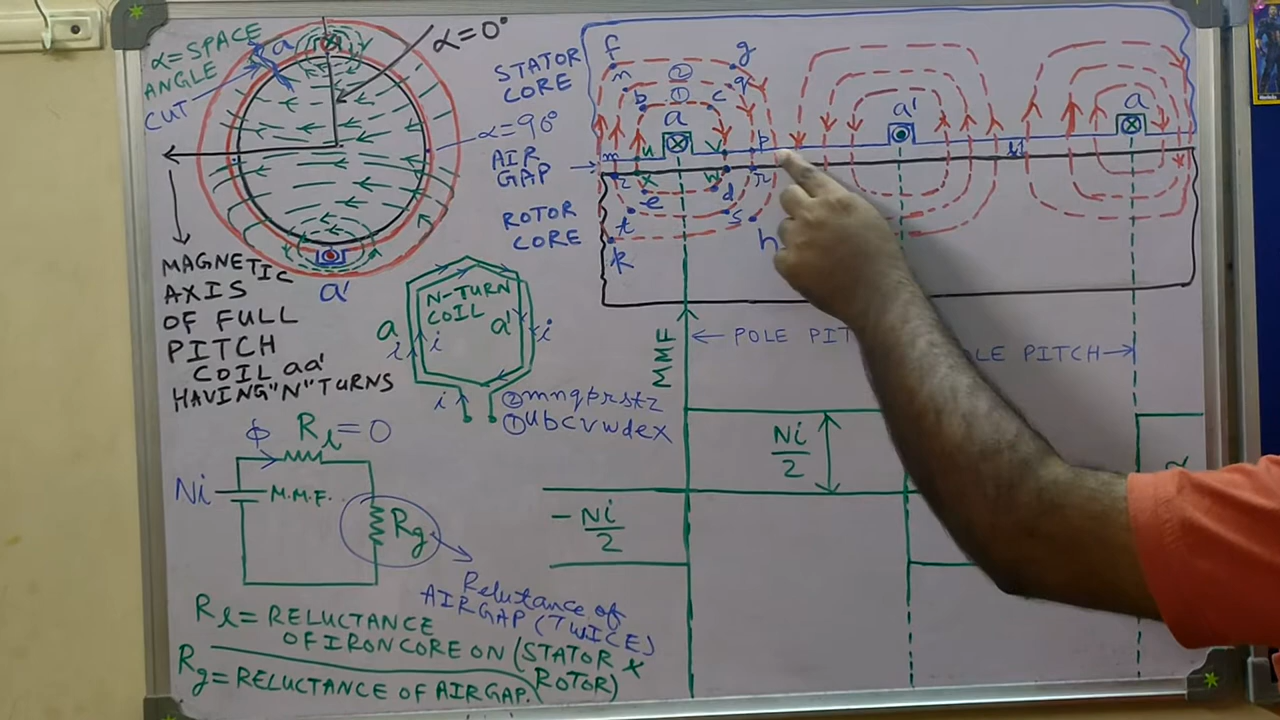 α=SPACE
ANGLE
CUT
a
α=0°
α=90°
a'
MAGNETIC
AXIS
OF FULL
PITCH
COIL aa'
HAVING "N" TURNS
STATOR
CORE
AIR
GAP
ROTOR
CORE
f
g
n
②
q
b
①
c
a
a'
a
m
u
v
p
z
x
w
r
e
d
t
s
k
h
N-TURN
COIL
a
a'
i
i
i
i
②mnqprstz
①ubcvwdex
MMF
POLE PIT
LE PITCH
Ni/2
-Ni/2
α
ϕ
Rl=0
Ni
M.M.F.
Rg
Reluctance of
AIRGAP (TWICE)
Rl= RELUCTANCE
OF IRON CORE ON (STATOR &
ROTOR)
Rg=RELUCTANCE OF AIRGAP.